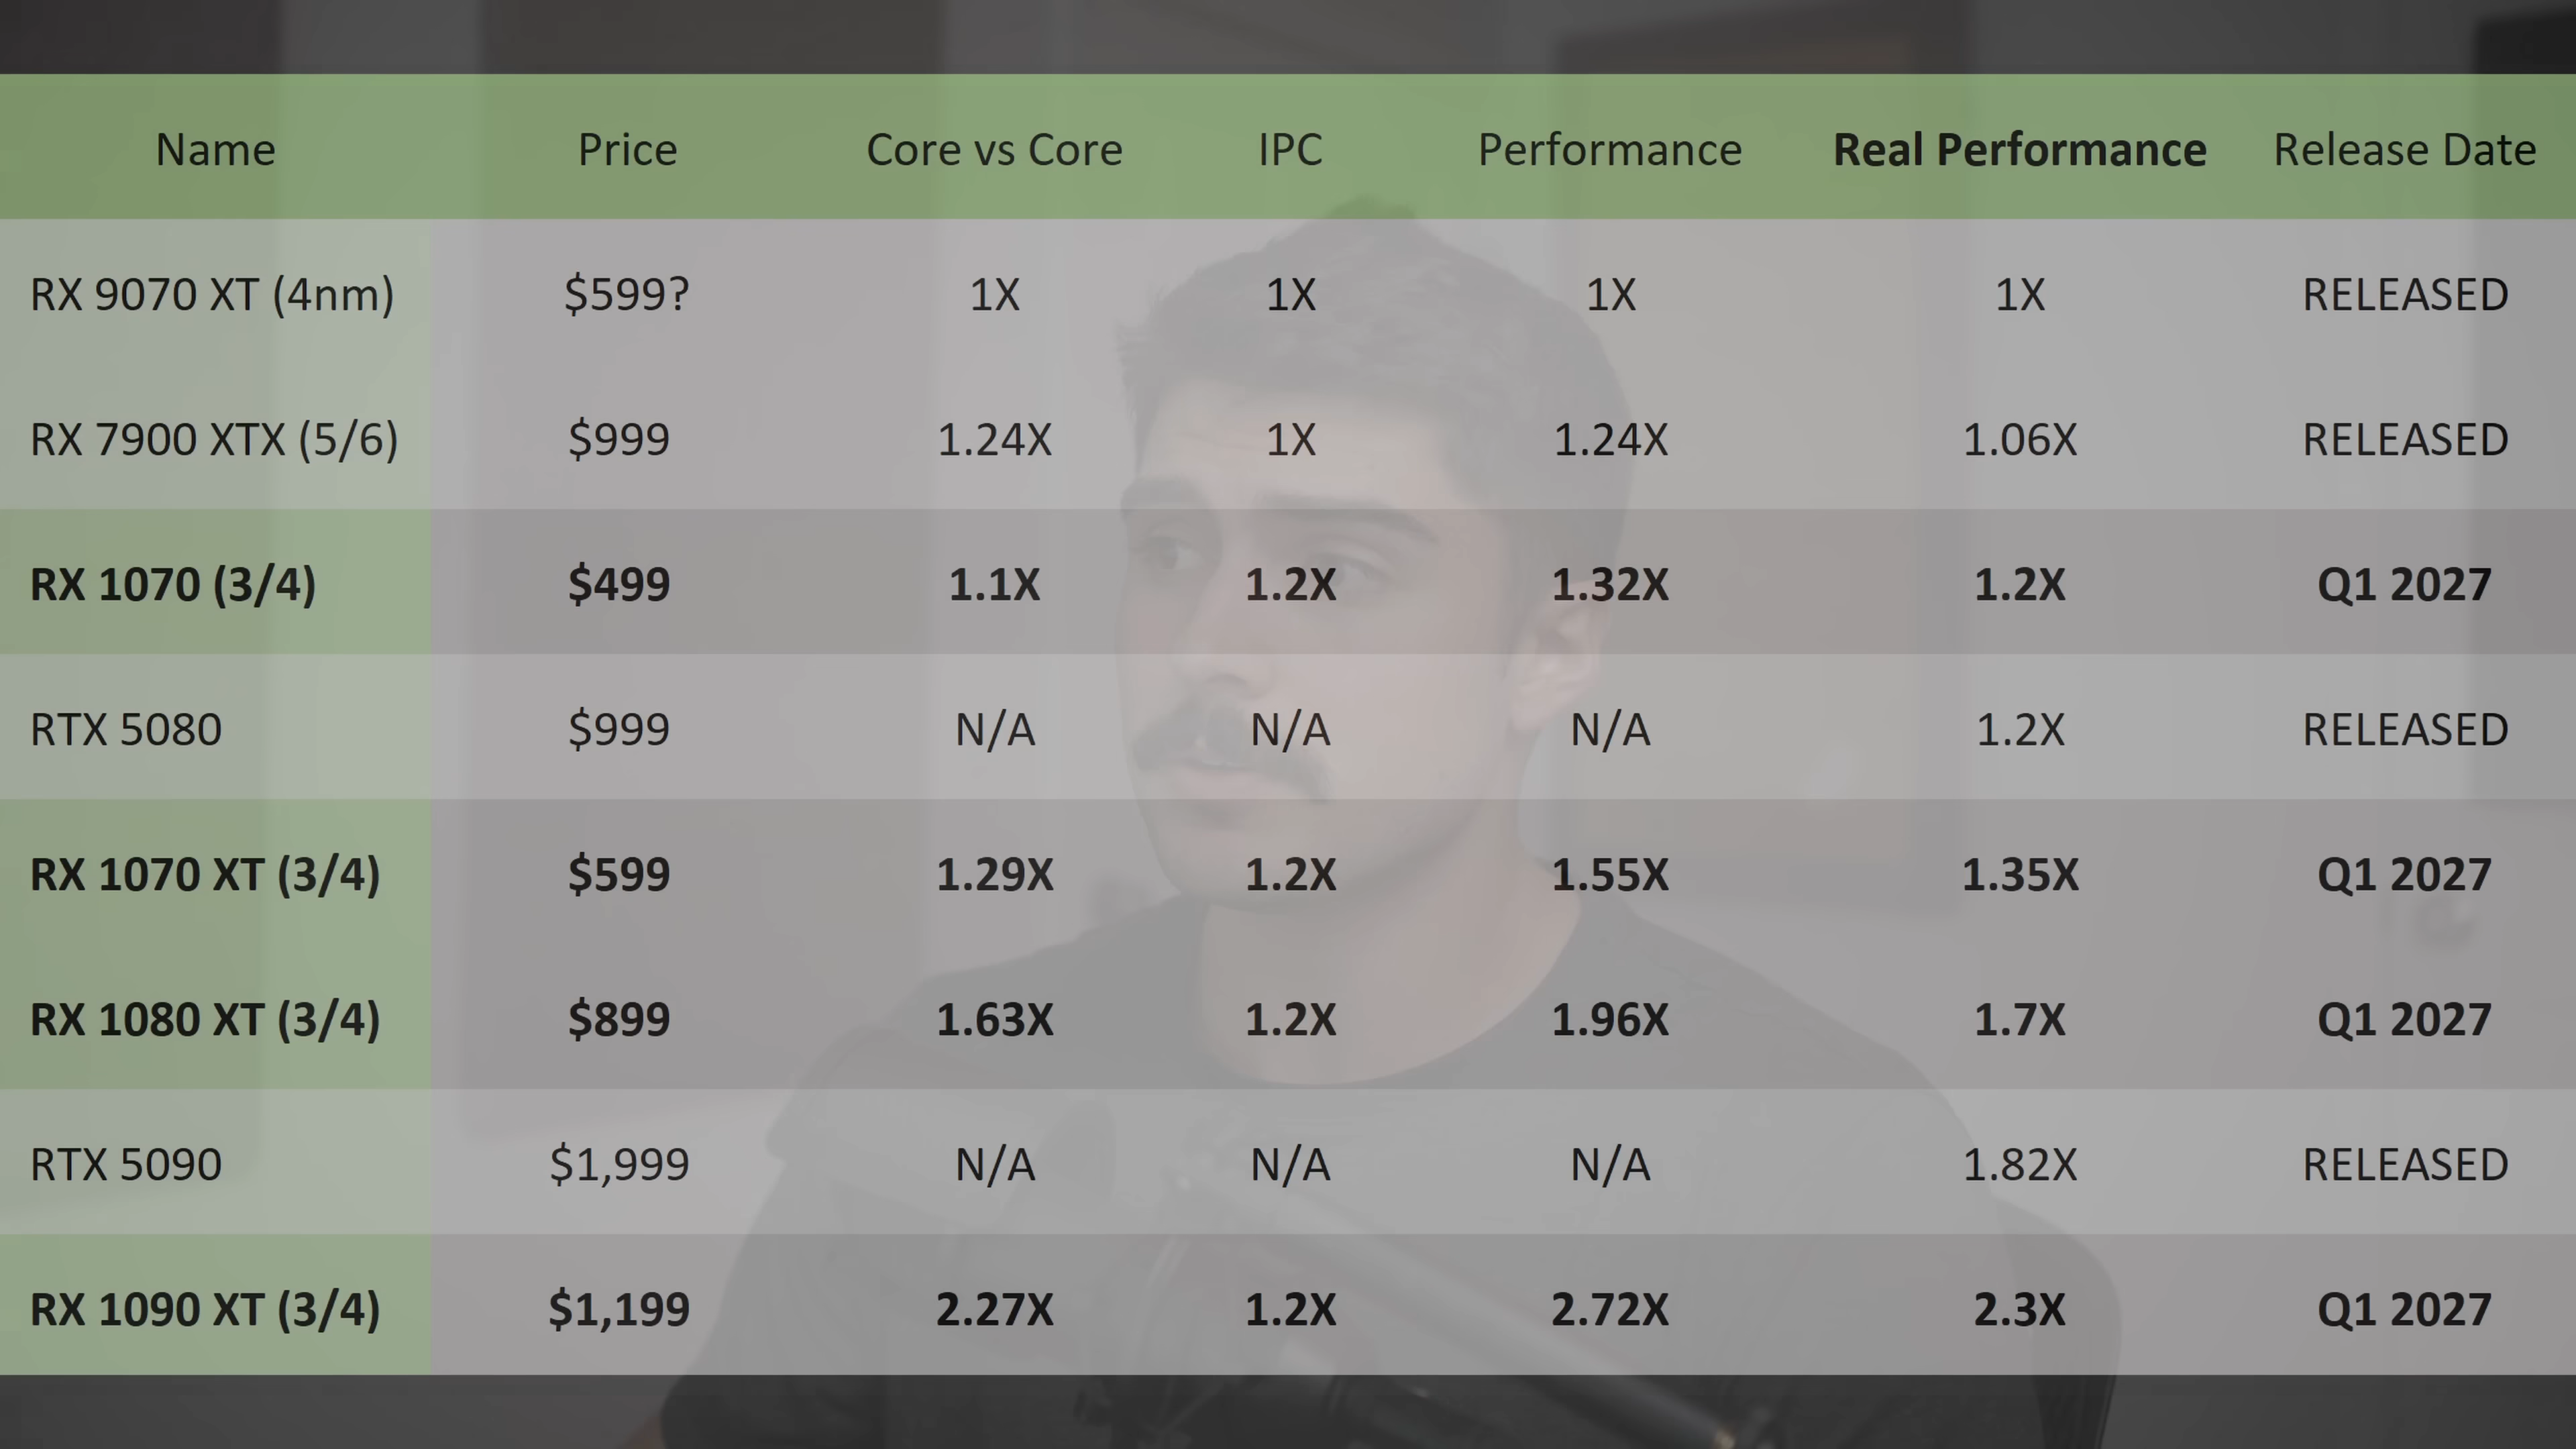 Name Price Core vs Core IPC Performance Real Performance Release Date
RX 9070 XT (4nm) $599? 1X 1X 1X 1X RELEASED
RX 7900 XTX (5/6) $999 1.24X 1X 1.24X 1.06X RELEASED
RX 1070 (3/4) $499 1.1X 1.2X 1.32X 1.2X Q1 2027
RTX 5080 $999 N/A N/A N/A 1.2X RELEASED
RX 1070 XT (3/4) $599 1.29X 1.2X 1.55X 1.35X Q1 2027
RX 1080 XT (3/4) $899 1.63X 1.2X 1.96X 1.7X Q1 2027
RTX 5090 $1,999 N/A N/A N/A 1.82X RELEASED
RX 1090 XT (3/4) $1,199 2.27X 1.2X 2.72X 2.3X Q1 2027